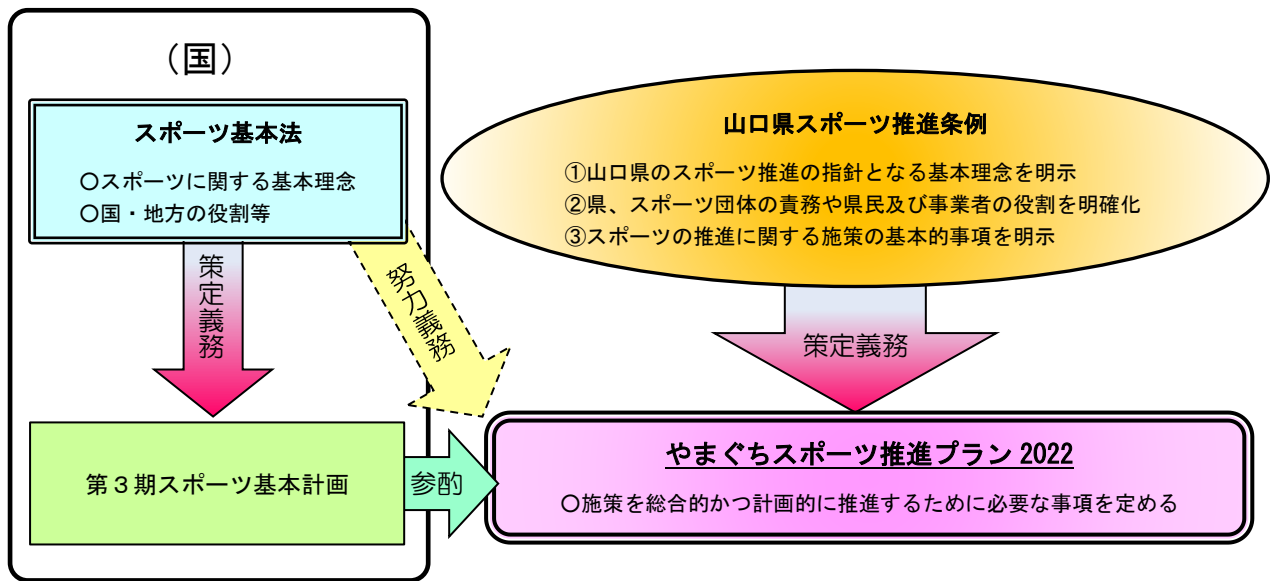 （国）
スポーツ基本法
○スポーツに関する基本理念
○国・地方の役割等
策定義務
努力義務
第３期スポーツ基本計画
参酌
山口県スポーツ推進条例
①山口県のスポーツ推進の指針となる基本理念を明示
②県、スポーツ団体の責務や県民及び事業者の役割を明確化
③スポーツの推進に関する施策の基本的事項を明示
策定義務
やまぐちスポーツ推進プラン 2022
○施策を総合的かつ計画的に推進するために必要な事項を定める